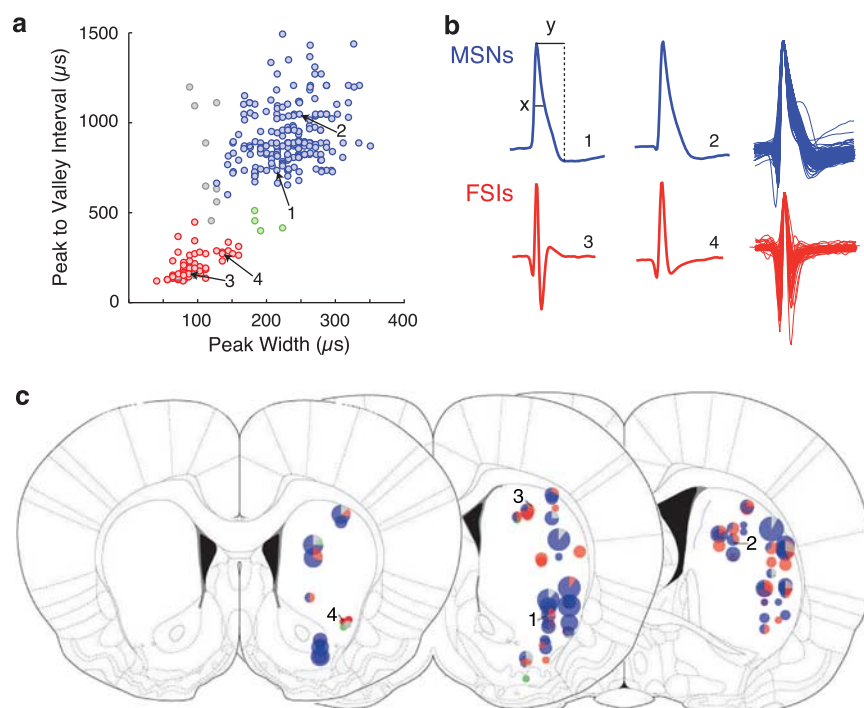 a
Peak to Valley Interval (µs)
1500
1000
500
0
100 200 300 400
Peak Width (µs)
2
1
4
3
b
MSNs
y
x
1
2
FSIs
3
4
c
4
3
1
2